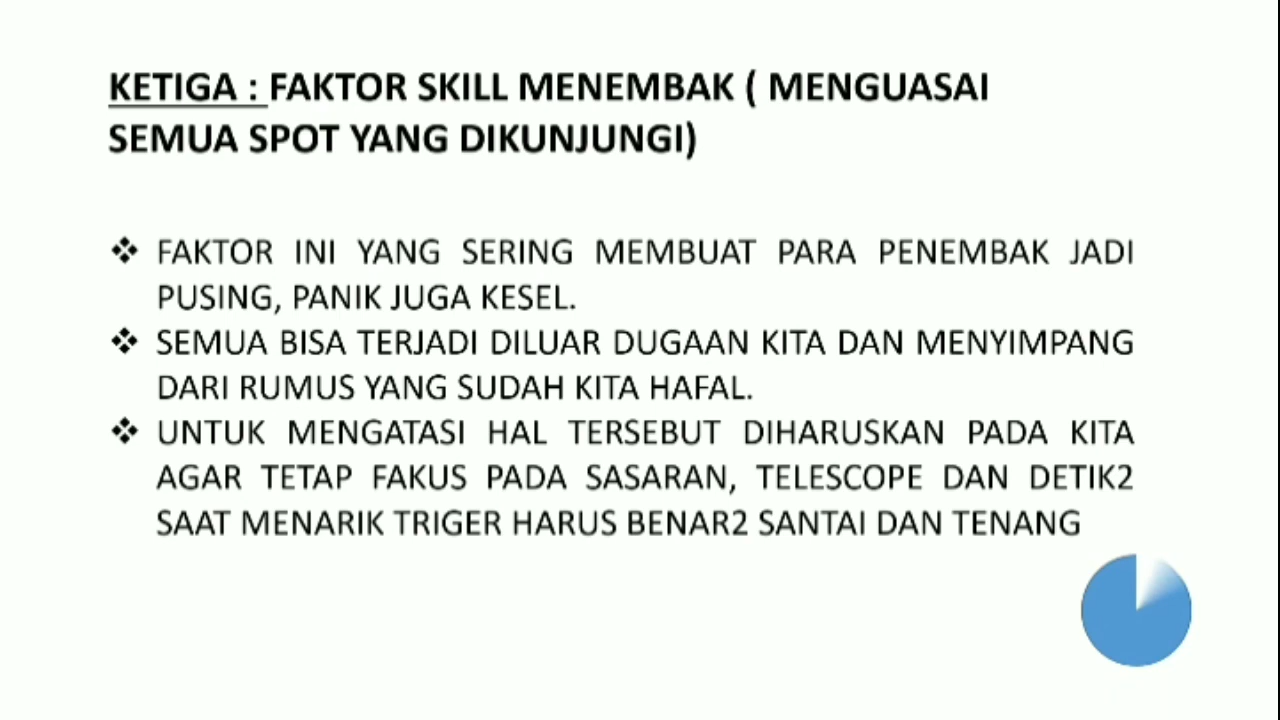 KETIGA : FAKTOR SKILL MENEMBAK ( MENGUASAI
SEMUA SPOT YANG DIKUNJUNGI)
❖ FAKTOR INI YANG SERING MEMBUAT PARA PENEMBAK JADI
PUSING, PANIK JUGA KESEL.
❖ SEMUA BISA TERJADI DILUAR DUGAAN KITA DAN MENYIMPANG
DARI RUMUS YANG SUDAH KITA HAFAL.
❖ UNTUK MENGATASI HAL TERSEBUT DIHARUSKAN PADA KITA
AGAR TETAP FAKUS PADA SASARAN, TELESCOPE DAN DETIK2
SAAT MENARIK TRIGER HARUS BENAR2 SANTAI DAN TENANG